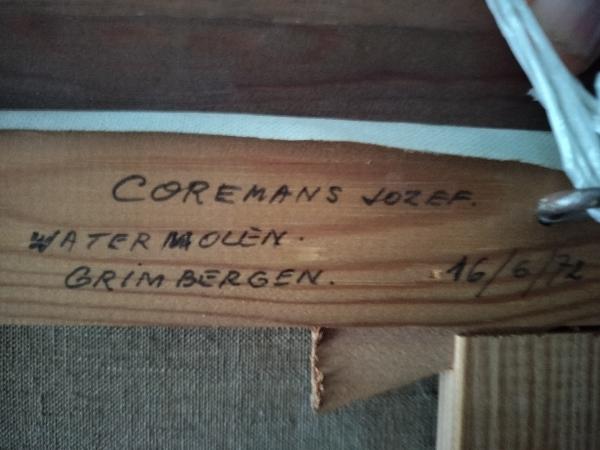 COREMANS JOZEF.
WATERMOLEN.
GRIMBERGEN. 16/6/72